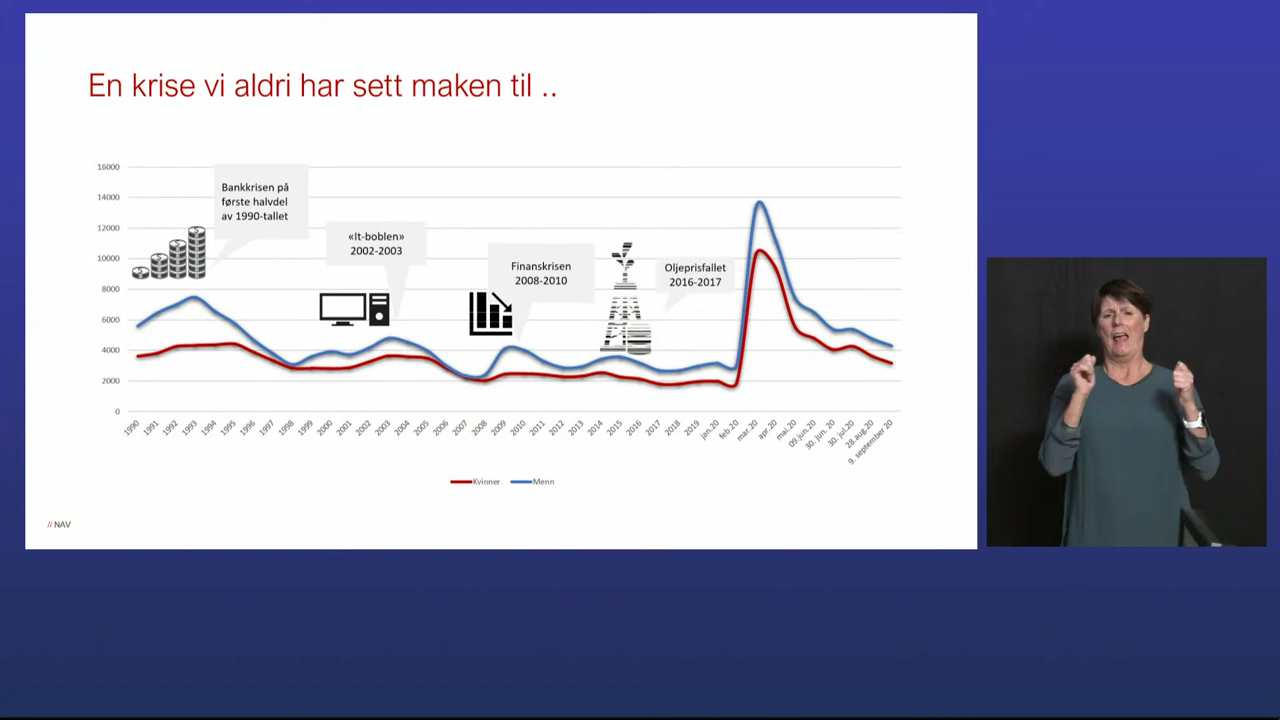 En krise vi aldri har sett maken til ..
16000
14000
12000
10000
8000
6000
4000
2000
0
Bankkrisen på
første halvdel
av 1990-tallet
«It-boblen»
2002-2003
Finanskrisen
2008-2010
Oljeprisfallet
2016-2017
1990
1991
1992
1993
1994
1995
1996
1997
1998
1999
2000
2001
2002
2003
2004
2005
2006
2007
2008
2009
2010
2011
2012
2013
2014
2015
2016
2017
2018
2019
jan.20
feb.20
mar.20
apr.20
mai.20
09.jun.20
30. jun. 20
30. jul.20
28.aug.20
9. september 20
Kvinner
Menn
// NAV